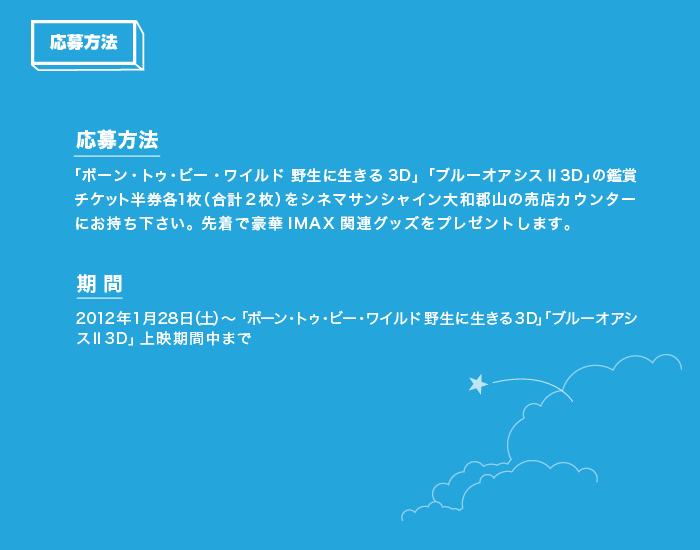 応募方法
応募方法
「ボーン・トゥ・ビー・ワイルド 野生に生きる 3D」「ブルーオアシス II 3D」の鑑賞
チケット半券各1枚（合計２枚）をシネマサンシャイン大和郡山の売店カウンター
にお持ち下さい。先着で豪華 IMAX 関連グッズをプレゼントします。
期 間
2012年1月28日（土）～「ボーン・トゥ・ビー・ワイルド 野生に生きる3D」「ブルーオアシ
スII 3D」上映期間中まで